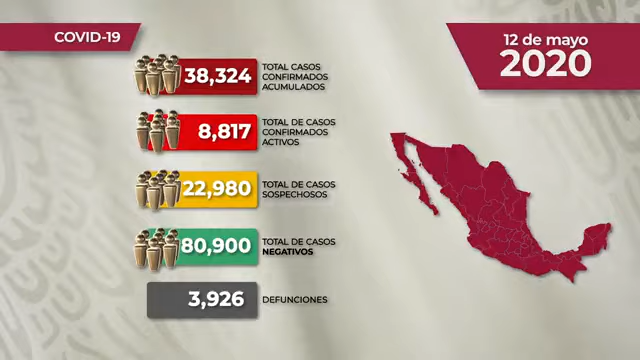 COVID-19
12 de mayo
2020
38,324
TOTAL CASOS
CONFIRMADOS
ACUMULADOS
8,817
TOTAL DE CASOS
CONFIRMADOS
ACTIVOS
22,980
TOTAL DE CASOS
SOSPECHOSOS
80,900
TOTAL DE CASOS
NEGATIVOS
3,926
DEFUNCIONES